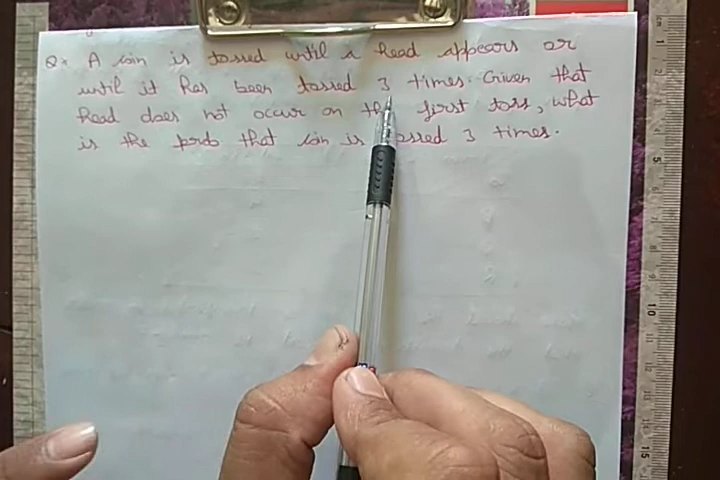 Q* A coin is tossed until a head appears or
until it has been tossed 3 times. Given that
head does not occur on the first toss, what
is the prob that coin is tossed 3 times.